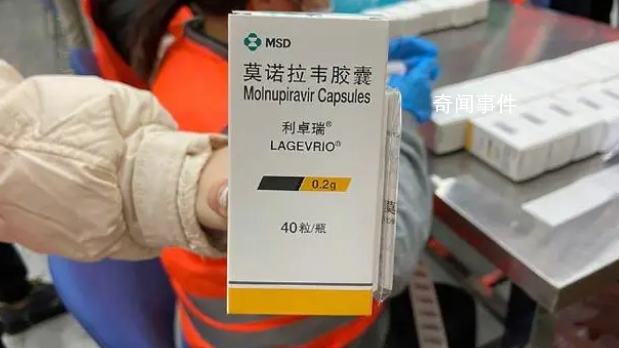 MSD
莫诺拉韦胶囊
Molnupiravir Capsules
利卓瑞®
LAGEVRIO®
0.2g
40粒/瓶
莫
奇闻事件